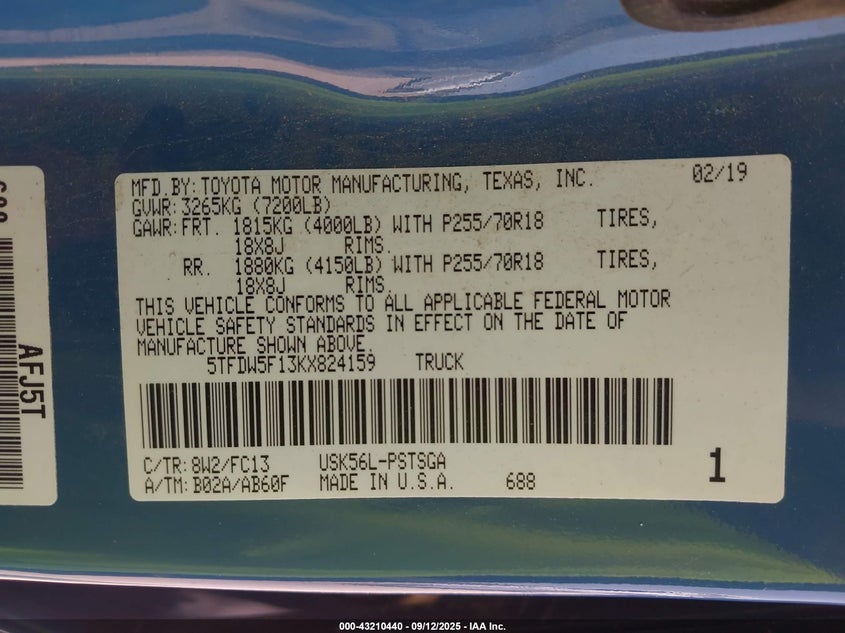 MFD.BY:TOYOTA MOTOR MANUFACTURING, TEXAS, INC. 02/19
GVWR:3265KG (7200LB)
GAWR:FRT. 1815KG (4000LB) WITH P255/70R18 TIRES,
18X8J RIMS.
RR. 1880KG (4150LB) WITH P255/70R18 TIRES,
18X8J RIMS.
THIS VEHICLE CONFORMS TO ALL APPLICABLE FEDERAL MOTOR
VEHICLE SAFETY STANDARDS IN EFFECT ON THE DATE OF
MANUFACTURE SHOWN ABOVE.
5TFDW5F13KX824159 TRUCK
C/TR:8W2/FC13 USK56L-PSTSGA
A/TM:B02A/AB60F MADE IN U.S.A. 688 1
AFJ5T
000-43210440 - 09/12/2025 - IAA Inc.